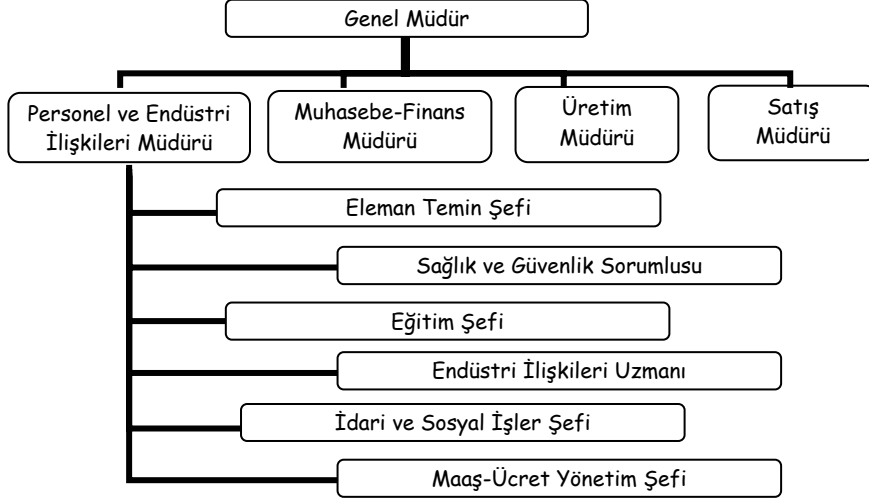 Genel Müdür
Personel ve Endüstri
İlişkileri Müdürü
Muhasebe-Finans
Müdürü
Üretim
Müdürü
Satış
Müdürü
Eleman Temin Şefi
Sağlık ve Güvenlik Sorumlusu
Eğitim Şefi
Endüstri İlişkileri Uzmanı
İdari ve Sosyal İşler Şefi
Maaş-Ücret Yönetim Şefi